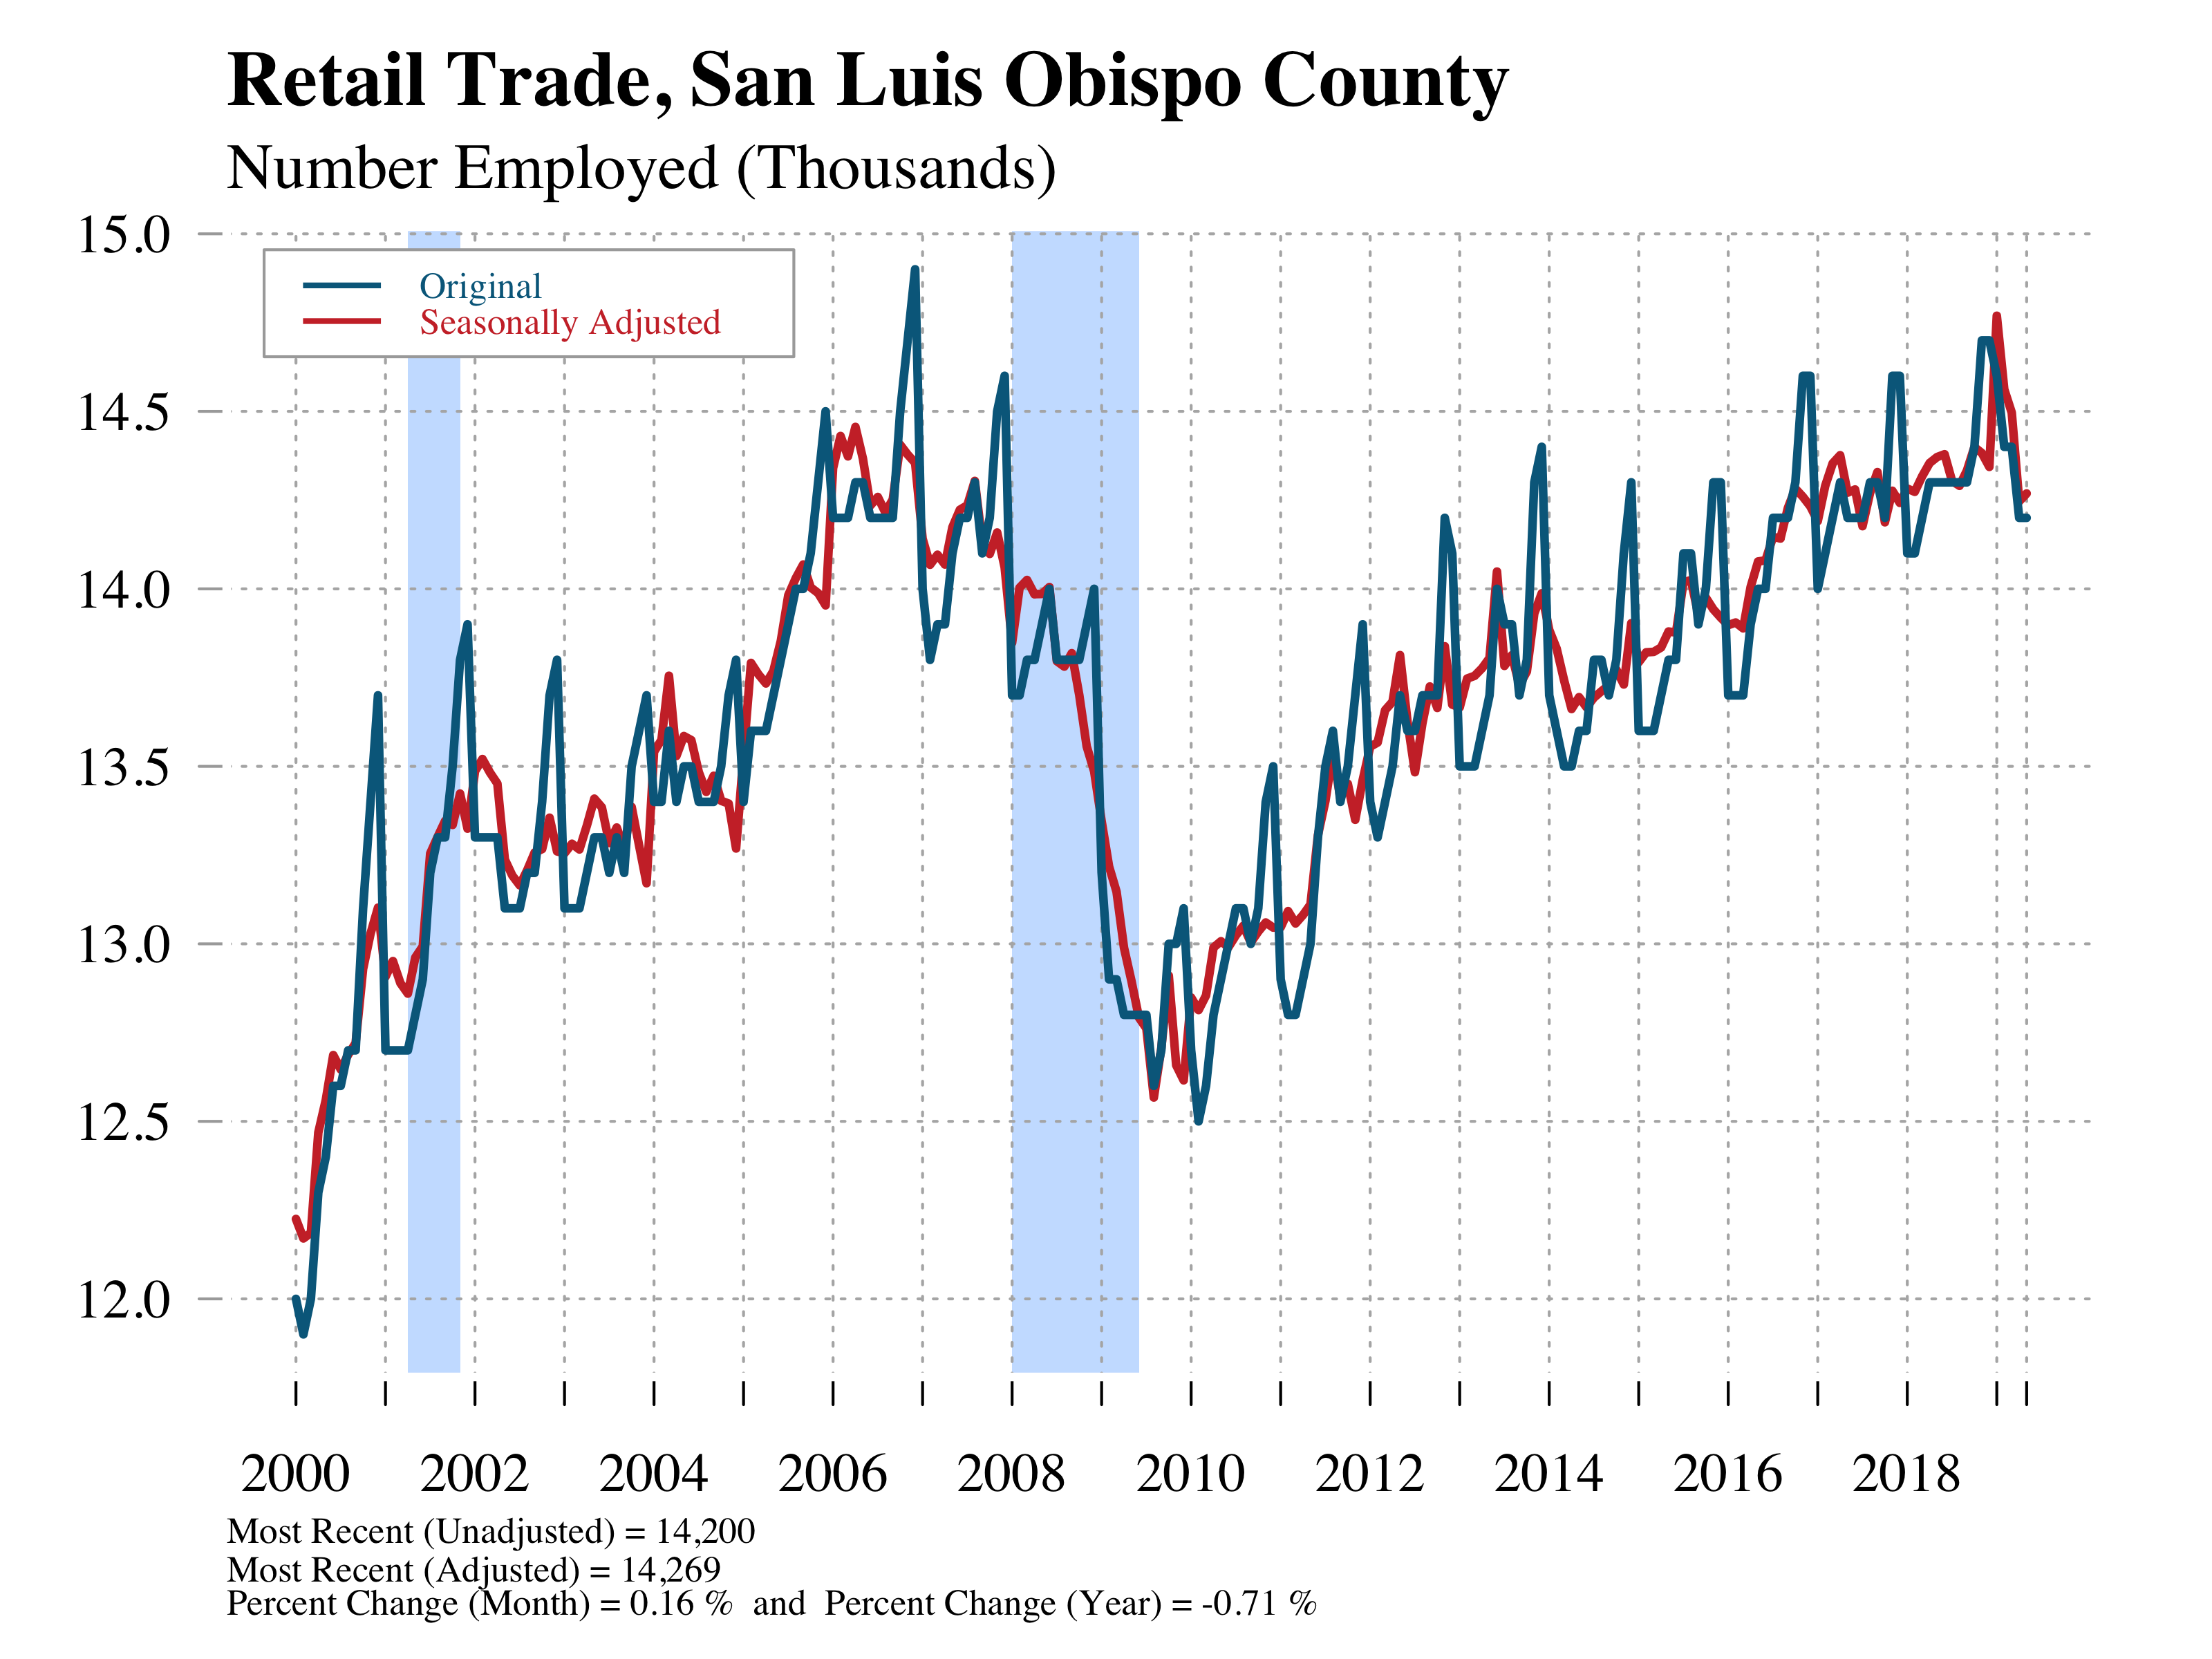 Retail Trade, San Luis Obispo County
Number Employed (Thousands)
15.0
Original
Seasonally Adjusted
14.5
14.0
13.5
13.0
12.5
12.0
2000 2002 2004 2006 2008 2010 2012 2014 2016 2018
Most Recent (Unadjusted) = 14,200
Most Recent (Adjusted) = 14,269
Percent Change (Month) = 0.16 % and Percent Change (Year) = -0.71 %